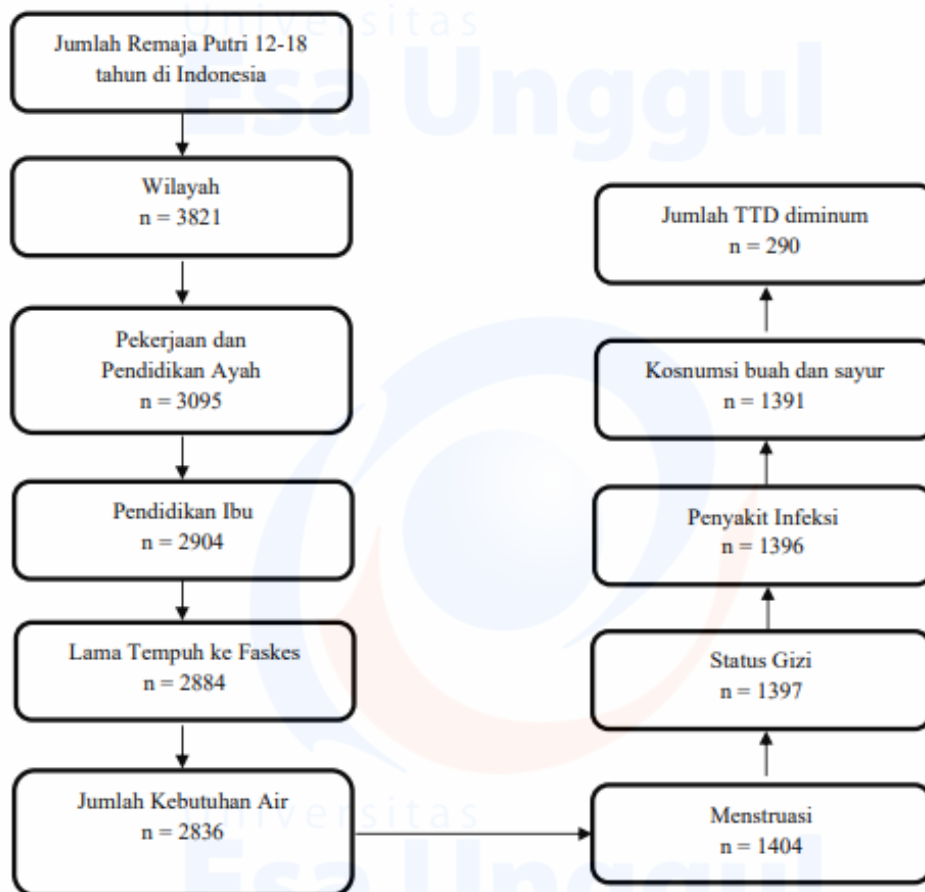 Universitas
Esa Unggul
Jumlah Remaja Putri 12-18
tahun di Indonesia
Wilayah
n = 3821
Pekerjaan dan
Pendidikan Ayah
n = 3095
Pendidikan Ibu
n = 2904
Lama Tempuh ke Faskes
n = 2884
Jumlah Kebutuhan Air
n = 2836
Menstruasi
n = 1404
Status Gizi
n = 1397
Penyakit Infeksi
n = 1396
Kosnumsi buah dan sayur
n = 1391
Jumlah TTD diminum
n = 290
Universitas
Esa Unggul